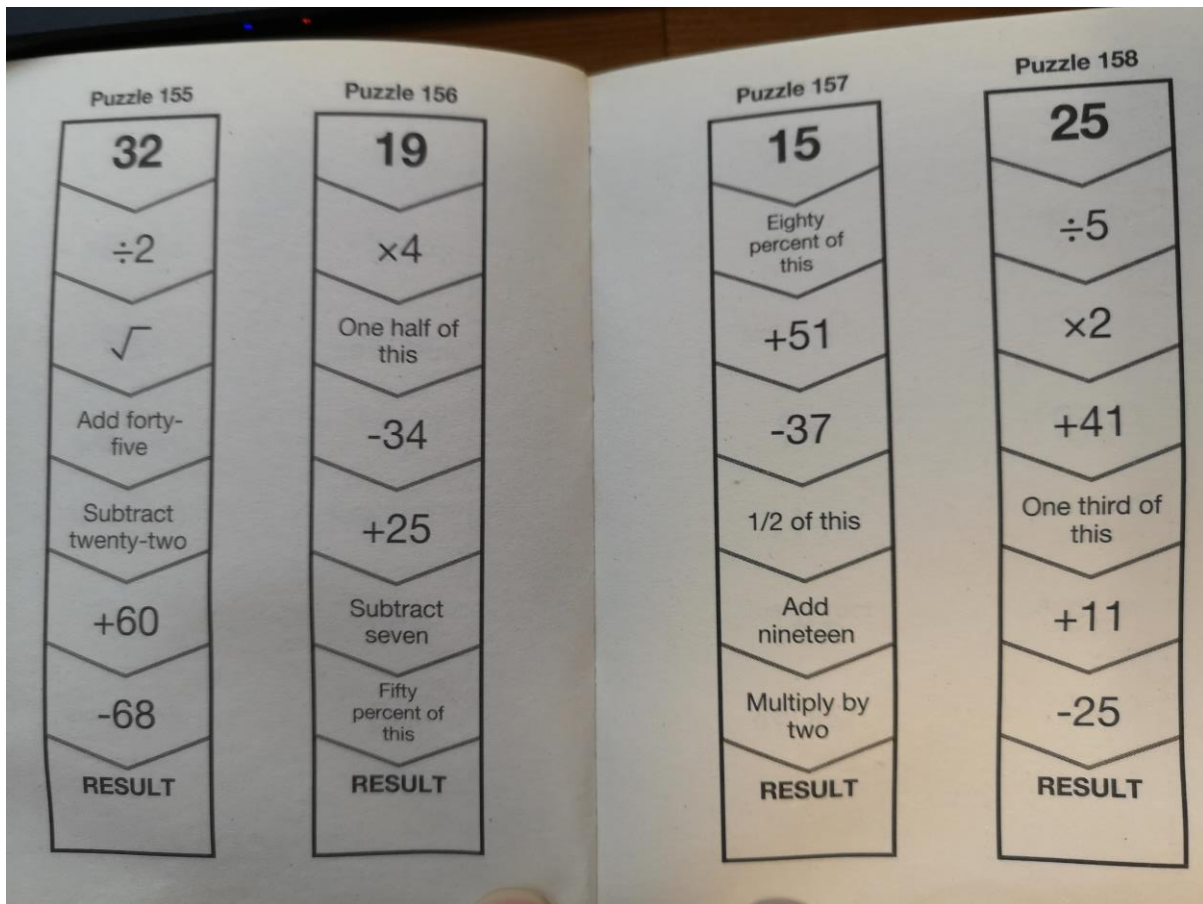 Puzzle 155
32
÷2
√
Add forty-
five
Subtract
twenty-two
+60
-68
RESULT
Puzzle 156
19
×4
One half of
this
-34
+25
Subtract
seven
Fifty
percent of
this
RESULT
Puzzle 157
15
Eighty
percent of
this
+51
-37
1/2 of this
Add
nineteen
Multiply by
two
RESULT
Puzzle 158
25
÷5
×2
+41
One third of
this
+11
-25
RESULT